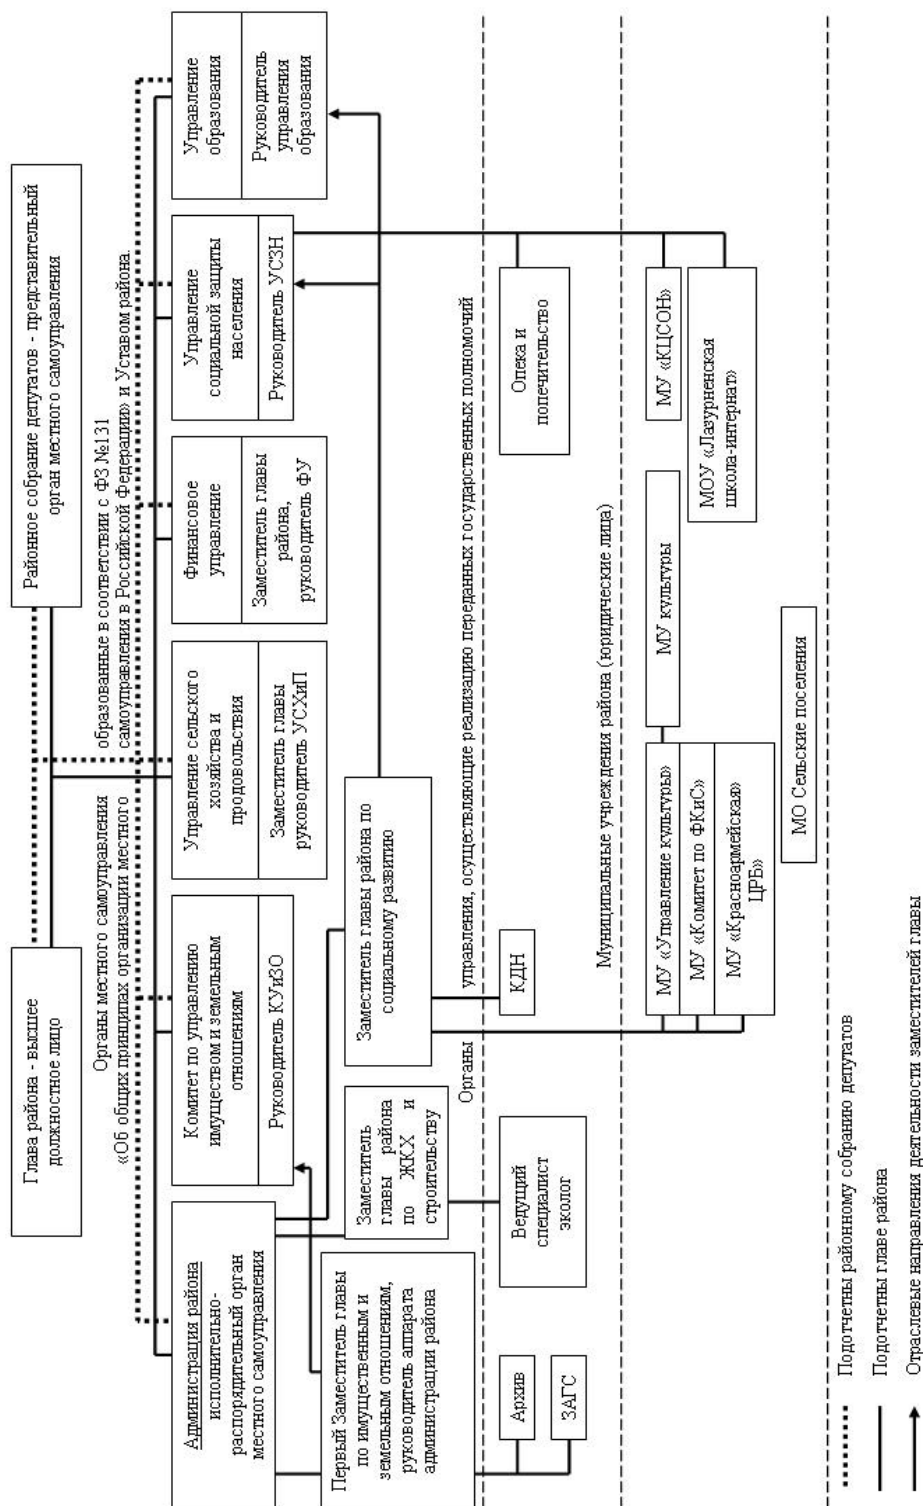 Глава района - высшее
должностное лицо
Районное собрание депутатов - представительный
орган местного самоуправления
Органы местного самоуправления
образованные в соответствии с ФЗ №131
«Об общих принципах организации местного
самоуправления в Российской Федерации» и Уставом района.
Администрация района
исполнительно-
распорядительный орган
местного самоуправления
Комитет по управлению
имуществом и земельным
отношениям
Руководитель КУиЗО
Управление сельского
хозяйства и
продовольствия
Заместитель главы
руководитель УСХиП
Финансовое
управление
Заместитель главы
района,
руководитель ФУ
Управление
социальной защиты
населения
Руководитель УСЗН
Управление
образования
Руководитель
управления
образования
Первый Заместитель главы
по имущественным и
земельным отношениям,
руководитель аппарата
администрации района
Заместитель
главы района
по ЖКХ и
строительству
Заместитель главы района по
социальному развитию
Органы
управления, осуществляющие реализацию переданных государственных полномочий
Архив
ЗАГС
Ведущий
специалист
эколог
КДН
Опека и
попечительство
Муниципальные учреждения района (юридические лица)
МУ «Управление культуры»
МУ «Комитет по ФКиС»
МУ «Красноармейская»
ЦРБ»
МУ культуры
МУ «КЦСОН»
МОУ «Лазурненская
школа-интернат»
МО Сельские поселения
Подотчетны районному собранию депутатов
Подотчетны главе района
Отраслевые направления деятельности заместителей главы